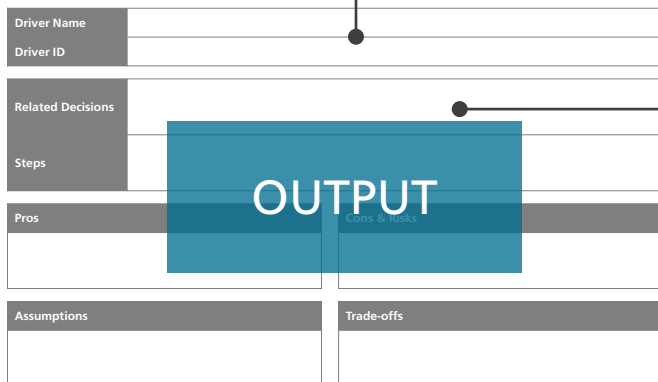 Driver Name
Driver ID
Related Decisions
Steps
OUTPUT
Pros
Cons & Risks
Assumptions
Trade-offs